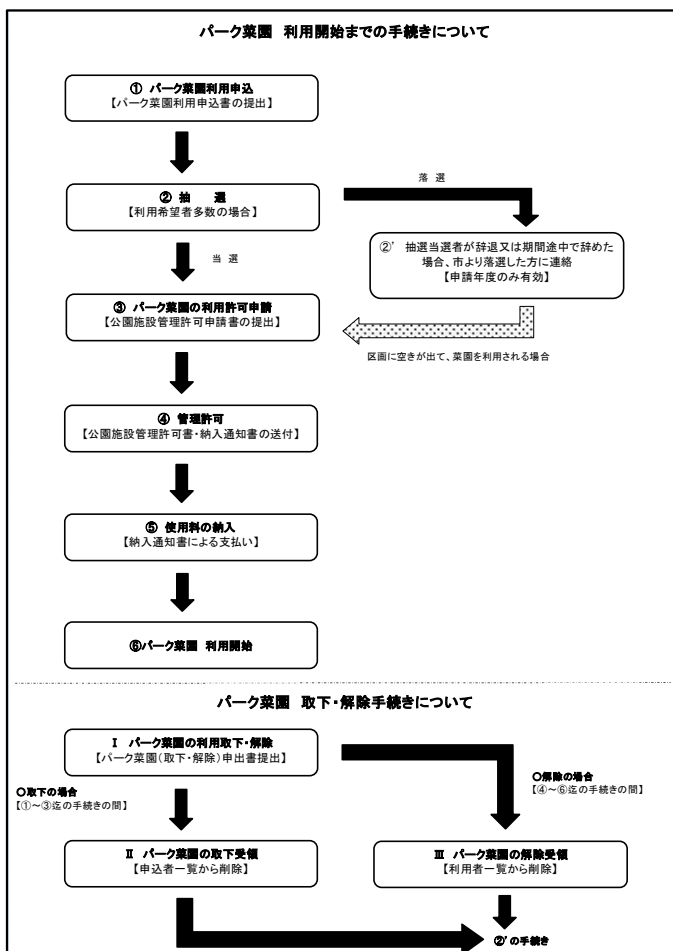 パーク菜園 利用開始までの手続きについて
① パーク菜園利用申込
【パーク菜園利用申込書の提出】
② 抽 選
【利用希望者多数の場合】
落 選
②' 抽選当選者が辞退又は期間途中で辞めた
場合、市より落選した方に連絡
【申請年度のみ有効】
当 選
③ パーク菜園の利用許可申請
【公園施設管理許可申請書の提出】
区画に空きが出て、菜園を利用される場合
④ 管理許可
【公園施設管理許可書・納入通知書の送付】
⑤ 使用料の納入
【納入通知書による支払い】
⑥パーク菜園 利用開始
パーク菜園 取下・解除手続きについて
Ⅰ パーク菜園の利用取下・解除
【パーク菜園(取下・解除)申出書提出】
○取下の場合
【①~③迄の手続きの間】
○解除の場合
【④~⑥迄の手続きの間】
Ⅱ パーク菜園の取下受領
【申込者一覧から削除】
Ⅲ パーク菜園の解除受領
【利用者一覧から削除】
②'の手続き